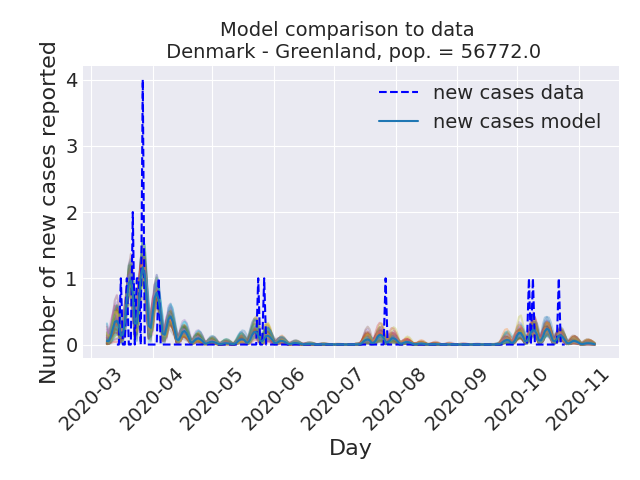 Model comparison to data
Denmark - Greenland, pop. = 56772.0
Number of new cases reported
4
3
2
1
0
new cases data
new cases model
2020-03
2020-04
2020-05
2020-06
2020-07
2020-08
2020-09
2020-10
2020-11
Day